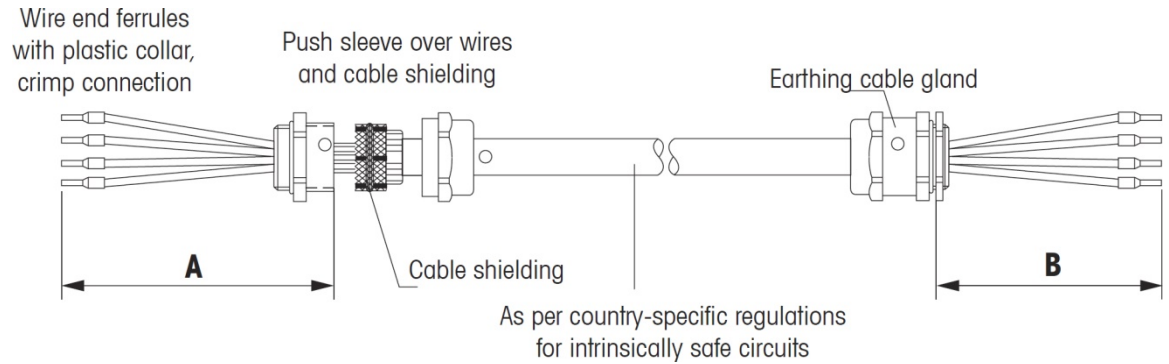 Wire end ferrules
with plastic collar,
crimp connection
Push sleeve over wires
and cable shielding
Earthing cable gland
A
B
Cable shielding
As per country-specific regulations
for intrinsically safe circuits